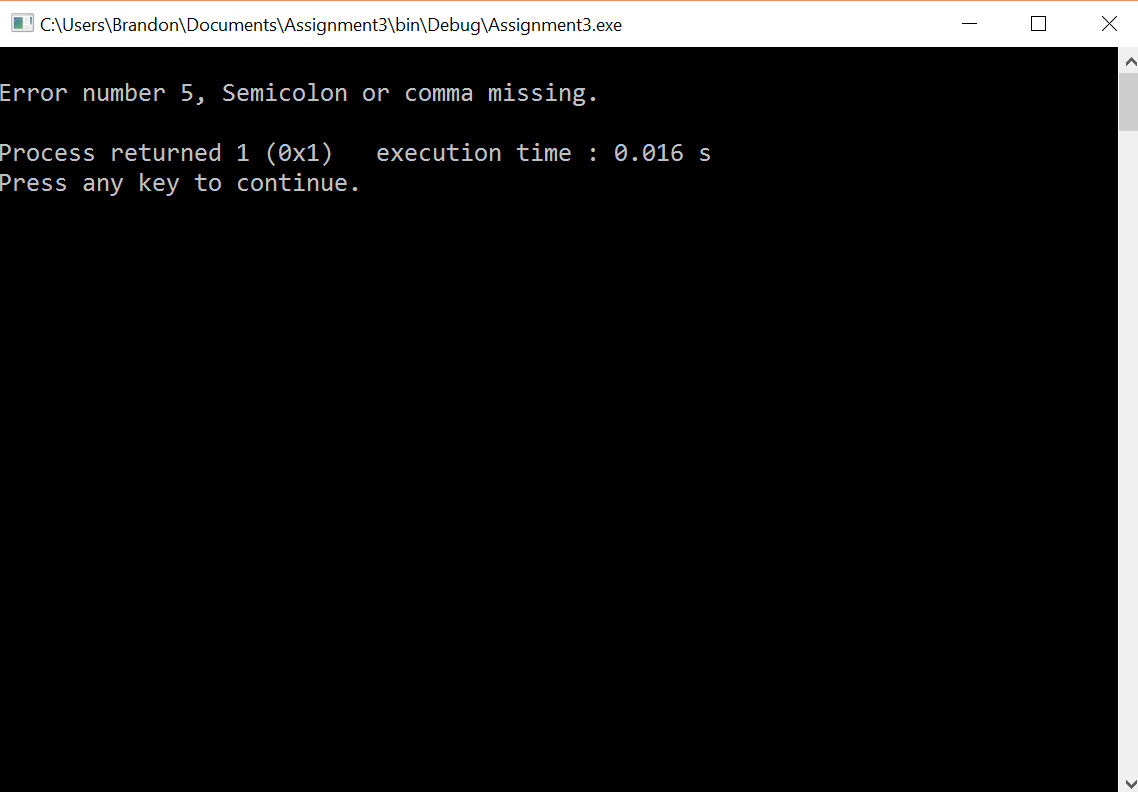 C:\Users\Brandon\Documents\Assignment3\bin\Debug\Assignment3.exe
Error number 5, Semicolon or comma missing.
Process returned 1 (0x1)   execution time : 0.016 s
Press any key to continue.